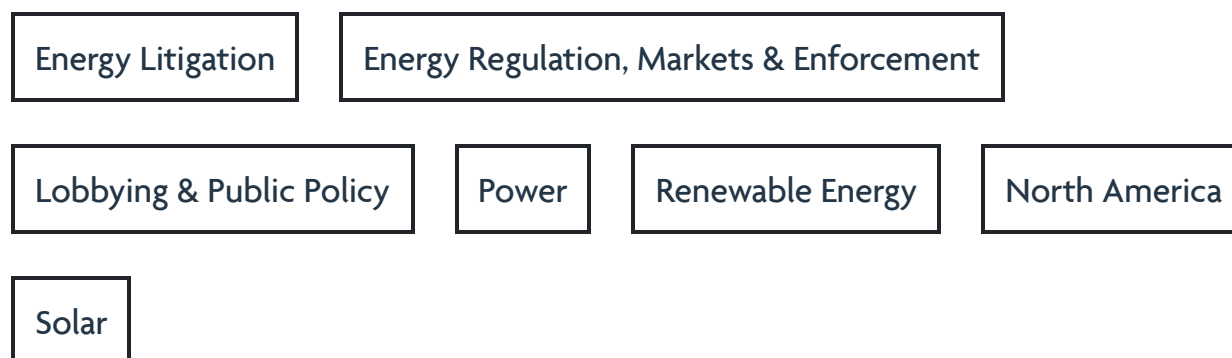 Energy Litigation Energy Regulation, Markets & Enforcement
Lobbying & Public Policy Power Renewable Energy North America
Solar